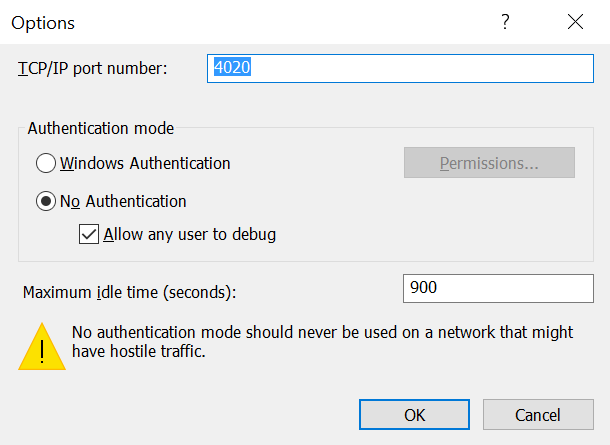 Options
TCP/IP port number:
4020
Authentication mode
Windows Authentication
Permissions...
No Authentication
Allow any user to debug
Maximum idle time (seconds):
900
No authentication mode should never be used on a network that might
have hostile traffic.
OK
Cancel